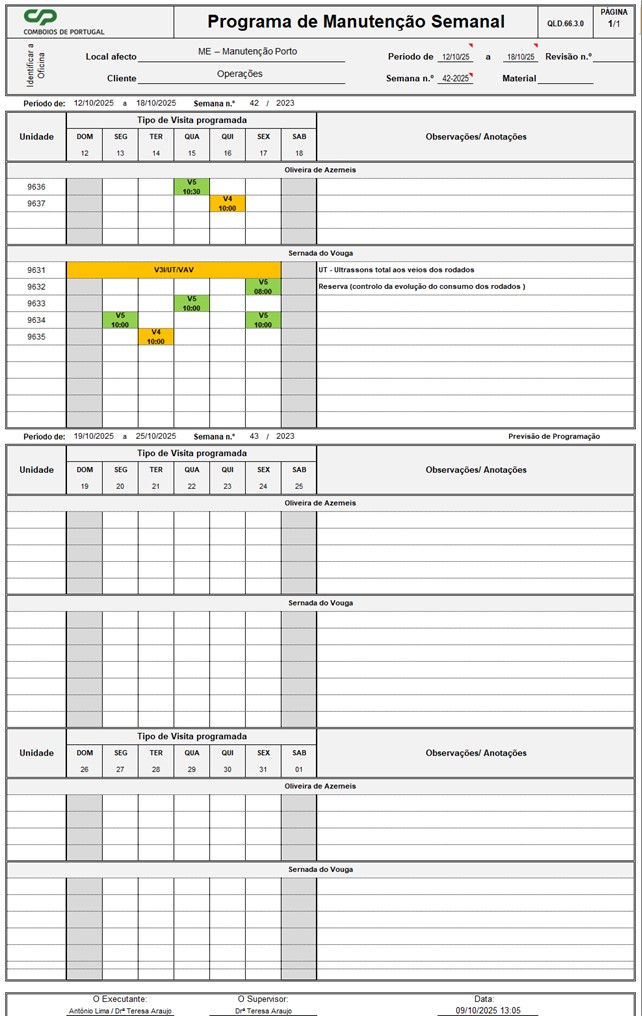 CP
COMBOIOS DE PORTUGAL
Programa de Manutenção Semanal
QLD.66.3.0
PÁGINA
1/1
Identificar a Oficina
Local afecto ME – Manutenção Porto
Cliente Operações
Periodo de 12/10/25 a 18/10/25 Revisão n.º
Semana n.º 42-2025 Material
Periodo de: 12/10/2025 a 18/10/2025 Semana n.º 42 / 2023
Unidade Tipo de Visita programada Observações/ Anotações
DOM SEG TER QUA QUI SEX SAB
12 13 14 15 16 17 18
Oliveira de Azemeis
9636 V5 10:30
9637 V4 10:00
Sernada do Vouga
9631 V3I/UT/VAV UT - Ultrassons total aos veios dos rodados
9632 V5 08:00 Reserva (controlo da evolução do consumo dos rodados )
9633 V5 10:00
9634 V5 10:00 V5 10:00
9635 V4 10:00
Periodo de: 19/10/2025 a 25/10/2025 Semana n.º 43 / 2023 Previsão de Programação
Unidade Tipo de Visita programada Observações/ Anotações
DOM SEG TER QUA QUI SEX SAB
19 20 21 22 23 24 25
Oliveira de Azemeis
Sernada do Vouga
Unidade Tipo de Visita programada Observações/ Anotações
DOM SEG TER QUA QUI SEX SAB
26 27 28 29 30 31 01
Oliveira de Azemeis
Sernada do Vouga
O Executante: O Supervisor: Data:
António Lima / Drª Teresa Araujo Drª Teresa Araujo 09/10/2025 13:05